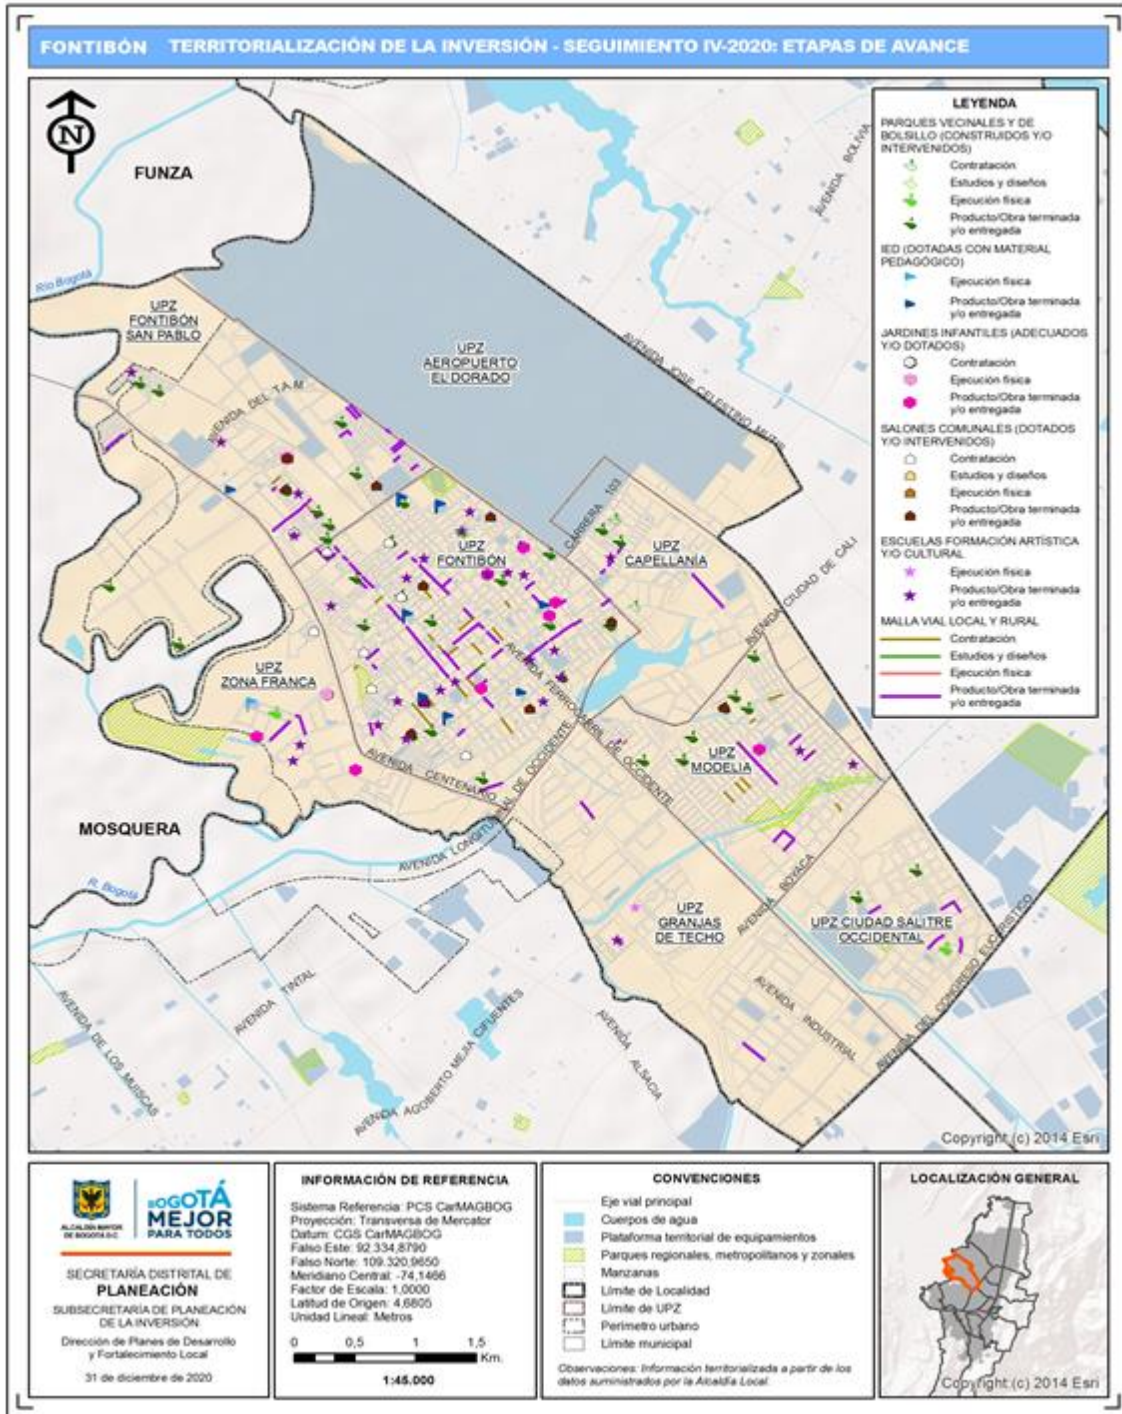 FONTIBÓN TERRITORIALIZACIÓN DE LA INVERSIÓN - SEGUIMIENTO IV-2020: ETAPAS DE AVANCE
N
FUNZA
Río Bogotá
UPZ
FONTIBÓN
SAN PABLO
UPZ
AEROPUERTO
EL DORADO
AVENIDA BOLIVIA
AVENIDA JOSE CELESTINO MUTIS
AVENIDA DEL T.A.M
CARRERA 103
UPZ
FONTIBÓN
UPZ
CAPELLANÍA
AVENIDA CIUDAD DE CALI
UPZ
ZONA FRANCA
AVENIDA FERROCARRIL DE OCCIDENTE
UPZ
MODELIA
AVENIDA CENTENARIO
AVENIDA LONGITUDINAL DE OCCIDENTE
MOSQUERA
R. Bogotá
AVENIDA BOYACA
UPZ
GRANJAS
DE TECHO
UPZ CIUDAD SALITRE
OCCIDENTAL
AVENIDA INDUSTRIAL
AVENIDA DEL CONGRESO EUCARISTICO
AVENIDA TINTAL
AVENIDA DE LOS MUISCAS
AVENIDA AGOBERTO MEJIA CIFUENTES
AVENIDA ALSACIA
Copyright (c) 2014 Esri
LEYENDA
PARQUES VECINALES Y DE
BOLSILLO (CONSTRUIDOS Y/O
INTERVENIDOS)
Contratación
Estudios y diseños
Ejecución física
Producto/Obra terminada
y/o entregada
IED (DOTADAS CON MATERIAL
PEDAGÓGICO)
Ejecución física
Producto/Obra terminada
y/o entregada
JARDINES INFANTILES (ADECUADOS
Y/O DOTADOS)
Contratación
Ejecución física
Producto/Obra terminada
y/o entregada
SALONES COMUNALES (DOTADOS
Y/O INTERVENIDOS)
Contratación
Estudios y diseños
Ejecución física
Producto/Obra terminada
y/o entregada
ESCUELAS FORMACIÓN ARTÍSTICA
Y/O CULTURAL
Ejecución física
Producto/Obra terminada
y/o entregada
MALLA VIAL LOCAL Y RURAL
Contratación
Estudios y diseños
Ejecución física
Producto/Obra terminada
y/o entregada
ALCALDÍA MAYOR
DE BOGOTÁ D.C.
BOGOTÁ
MEJOR
PARA TODOS
SECRETARÍA DISTRITAL DE
PLANEACIÓN
SUBSECRETARÍA DE PLANEACIÓN
DE LA INVERSIÓN
Dirección de Planes de Desarrollo
y Fortalecimiento Local
31 de diciembre de 2020
INFORMACIÓN DE REFERENCIA
Sistema Referencia: PCS CarMAGBOG
Proyección: Transversa de Mercator
Datum: CGS CarMAGBOG
Falso Este: 92.334,8790
Falso Norte: 109.320,9650
Meridiano Central: -74,1466
Factor de Escala: 1,0000
Latitud de Origen: 4,6805
Unidad Lineal: Metros
0 0,5 1 1,5
Km.
1:45.000
CONVENCIONES
Eje vial principal
Cuerpos de agua
Plataforma territorial de equipamientos
Parques regionales, metropolitanos y zonales
Manzanas
Límite de Localidad
Límite de UPZ
Perímetro urbano
Límite municipal
Observaciones: Información territorializada a partir de los
datos suministrados por la Alcaldía Local.
LOCALIZACIÓN GENERAL
Copyright (c) 2014 Esri